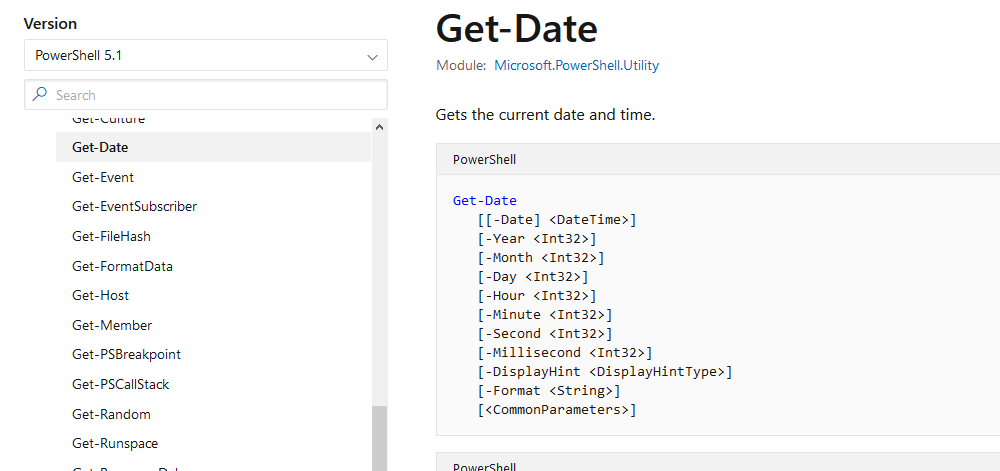 Version
PowerShell 5.1
Search
Get-Culture
Get-Date
Get-Event
Get-EventSubscriber
Get-FileHash
Get-FormatData
Get-Host
Get-Member
Get-PSBreakpoint
Get-PSCallStack
Get-Random
Get-Runspace
Get-Date
Module: Microsoft.PowerShell.Utility
Gets the current date and time.
PowerShell
Get-Date
[[-Date] <DateTime>]
[-Year <Int32>]
[-Month <Int32>]
[-Day <Int32>]
[-Hour <Int32>]
[-Minute <Int32>]
[-Second <Int32>]
[-Millisecond <Int32>]
[-DisplayHint <DisplayHintType>]
[-Format <String>]
[<CommonParameters>]
PowerShell